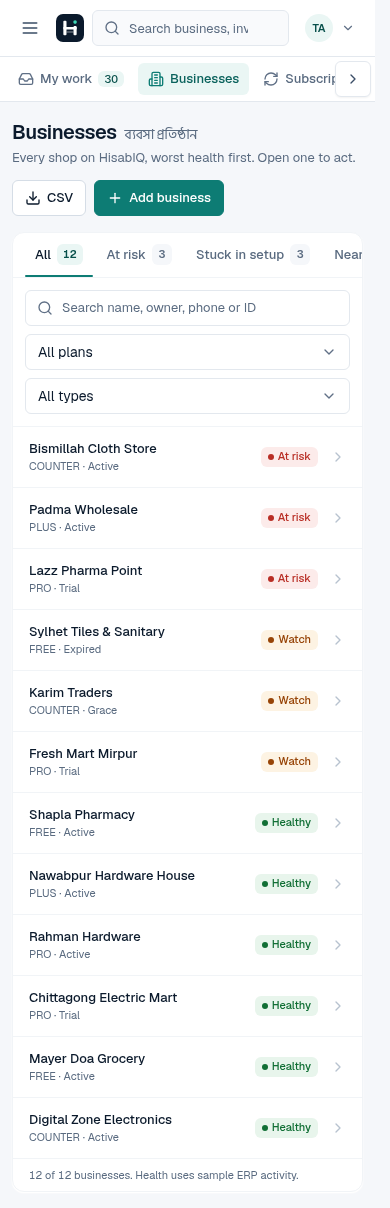 H
Search business, inv
TA
My work 30
Businesses
Subscrip
Businesses ব্যবসা প্রতিষ্ঠান
Every shop on HisabIQ, worst health first. Open one to act.
CSV
Add business
All 12
At risk 3
Stuck in setup 3
Near
Search name, owner, phone or ID
All plans
All types
Bismillah Cloth Store
COUNTER · Active
At risk
Padma Wholesale
PLUS · Active
At risk
Lazz Pharma Point
PRO · Trial
At risk
Sylhet Tiles & Sanitary
FREE · Expired
Watch
Karim Traders
COUNTER · Grace
Watch
Fresh Mart Mirpur
PRO · Trial
Watch
Shapla Pharmacy
FREE · Active
Healthy
Nawabpur Hardware House
PLUS · Active
Healthy
Rahman Hardware
PRO · Active
Healthy
Chittagong Electric Mart
PRO · Trial
Healthy
Mayer Doa Grocery
FREE · Active
Healthy
Digital Zone Electronics
COUNTER · Active
Healthy
12 of 12 businesses. Health uses sample ERP activity.